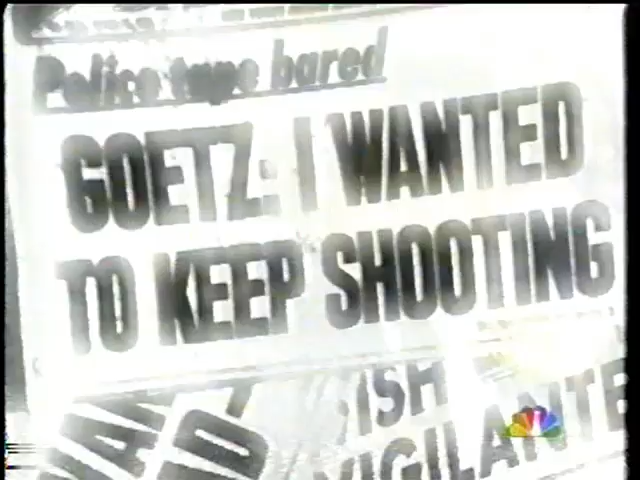 Police tape bared
GOETZ: I WANTED
TO KEEP SHOOTING
VIGILANTE